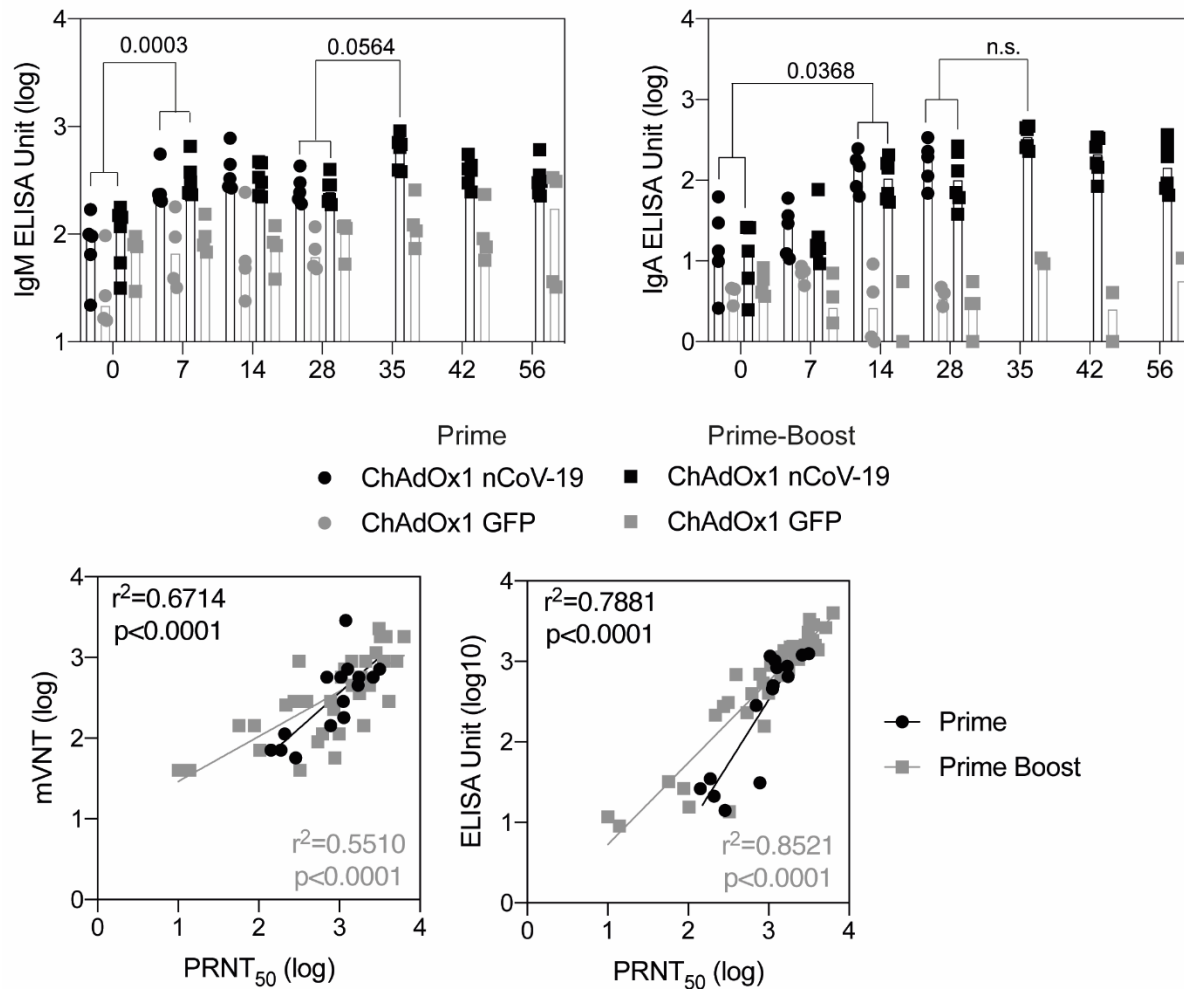 4
3
2
1
IgM ELISA Unit (log)
0.0003
0.0564
0 7 14 28 35 42 56
4
3
2
1
0
IgA ELISA Unit (log)
0.0368
n.s.
0 7 14 28 35 42 56
Prime Prime-Boost
ChAdOx1 nCoV-19 ChAdOx1 nCoV-19
ChAdOx1 GFP ChAdOx1 GFP
4
3
2
1
0
mVNT (log)
r²=0.6714
p<0.0001
r²=0.5510
p<0.0001
0 1 2 3 4
PRNT₅₀ (log)
4
3
2
1
0
ELISA Unit (log10)
r²=0.7881
p<0.0001
r²=0.8521
p<0.0001
0 1 2 3 4
PRNT₅₀ (log)
Prime
Prime Boost